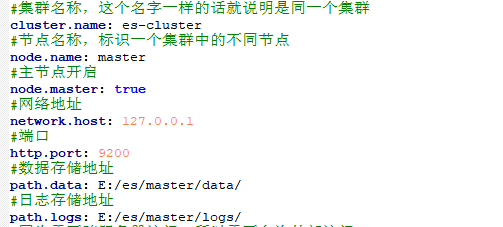 #集群名称，这个名字一样的话就说明是同一个集群
cluster.name: es-cluster
#节点名称，标识一个集群中的不同节点
node.name: master
#主节点开启
node.master: true
#网络地址
network.host: 127.0.0.1
#端口
http.port: 9200
#数据存储地址
path.data: E:/es/master/data/
#日志存储地址
path.logs: E:/es/master/logs/